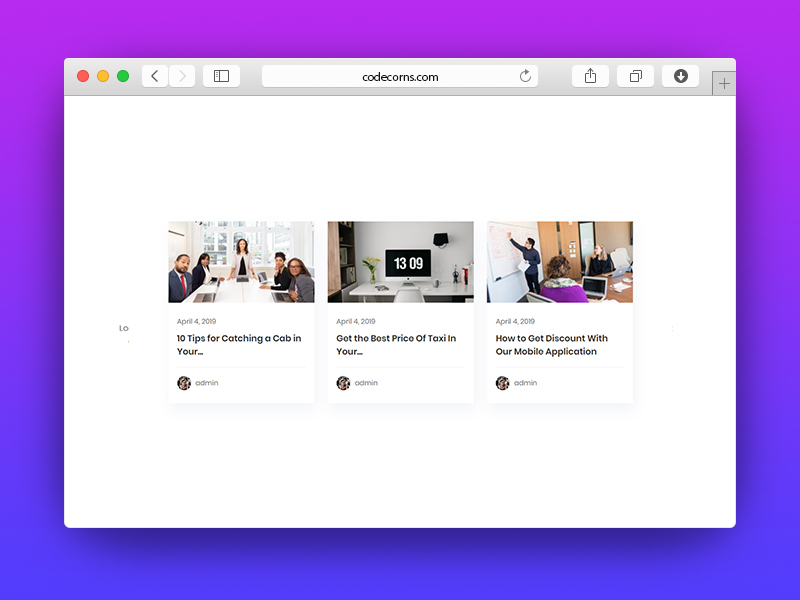 codecorns.com
Lo
13 09
April 4, 2019
10 Tips for Catching a Cab in
Your...
admin
April 4, 2019
Get the Best Price Of Taxi In
Your...
admin
April 4, 2019
How to Get Discount With
Our Mobile Application
admin